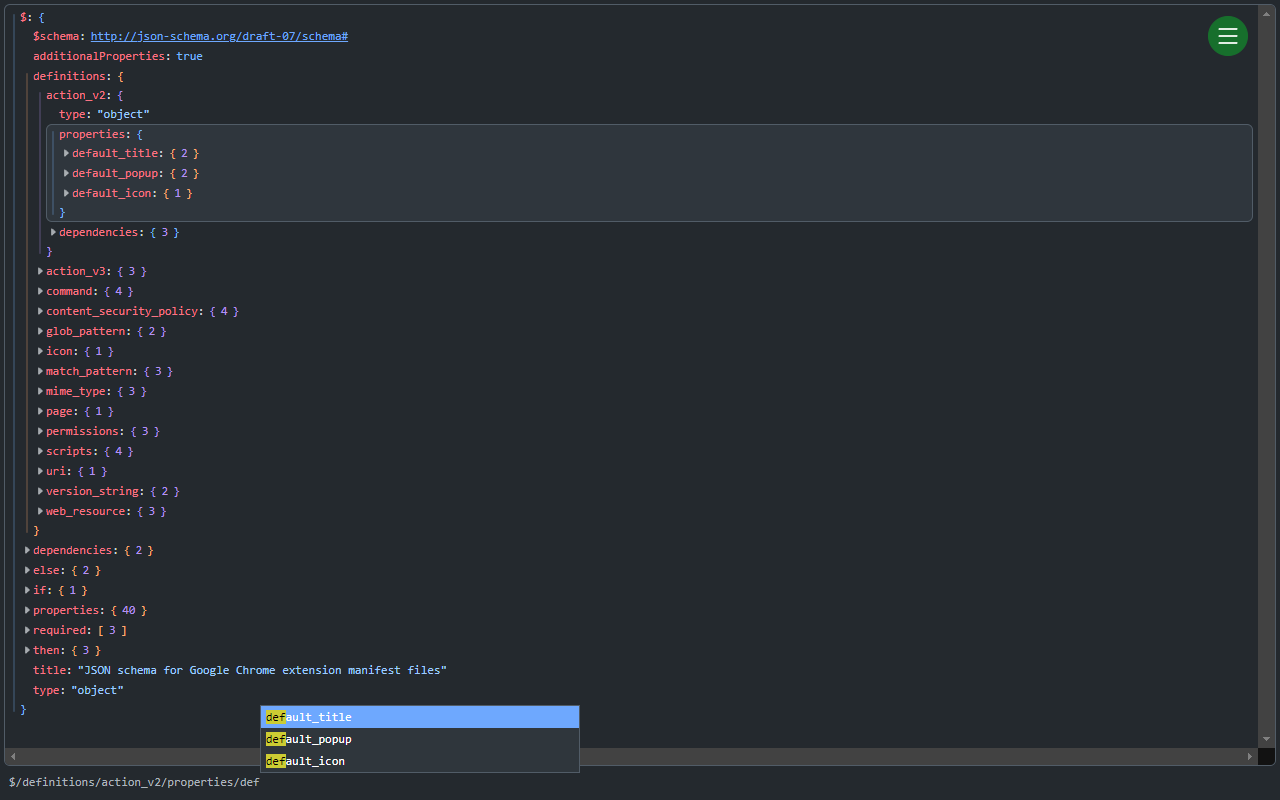 $: {
$schema: http://json-schema.org/draft-07/schema#
additionalProperties: true
definitions: {
action_v2: {
type: "object"
properties: {
default_title: { 2 }
default_popup: { 2 }
default_icon: { 1 }
}
dependencies: { 3 }
}
action_v3: { 3 }
command: { 4 }
content_security_policy: { 4 }
glob_pattern: { 2 }
icon: { 1 }
match_pattern: { 3 }
mime_type: { 3 }
page: { 1 }
permissions: { 3 }
scripts: { 4 }
uri: { 1 }
version_string: { 2 }
web_resource: { 3 }
}
dependencies: { 2 }
else: { 2 }
if: { 1 }
properties: { 40 }
required: [ 3 ]
then: { 3 }
title: "JSON schema for Google Chrome extension manifest files"
type: "object"
}
default_title
default_popup
default_icon
$/definitions/action_v2/properties/def